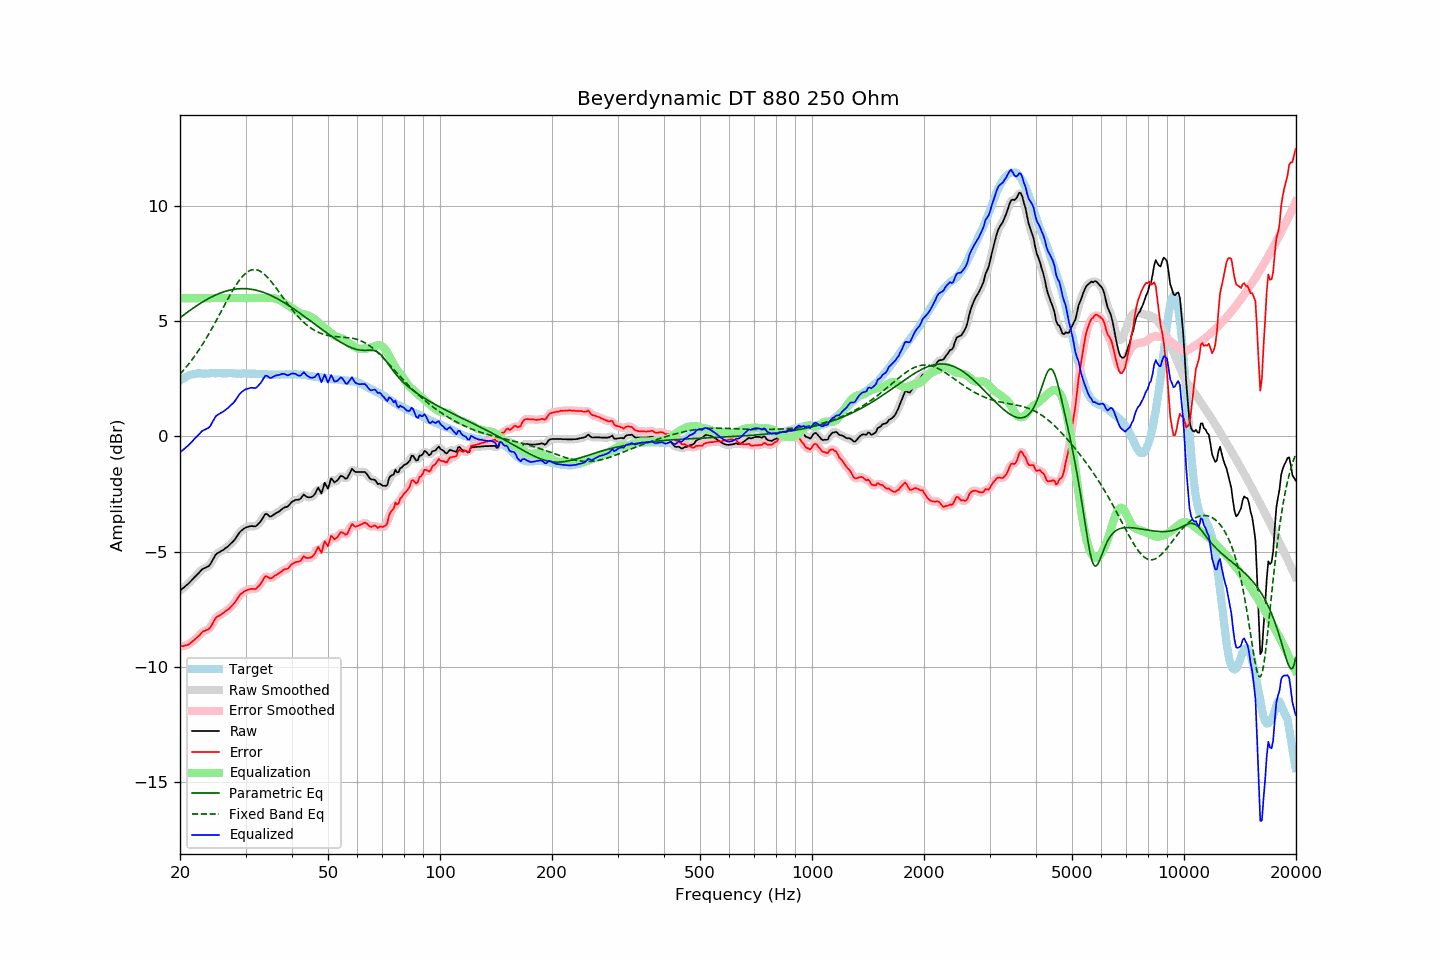 Beyerdynamic DT 880 250 Ohm
Amplitude (dBr)
10
5
0
−5
−10
−15
Target
Raw Smoothed
Error Smoothed
Raw
Error
Equalization
Parametric Eq
Fixed Band Eq
Equalized
20 50 100 200 500 1000 2000 5000 10000 20000
Frequency (Hz)